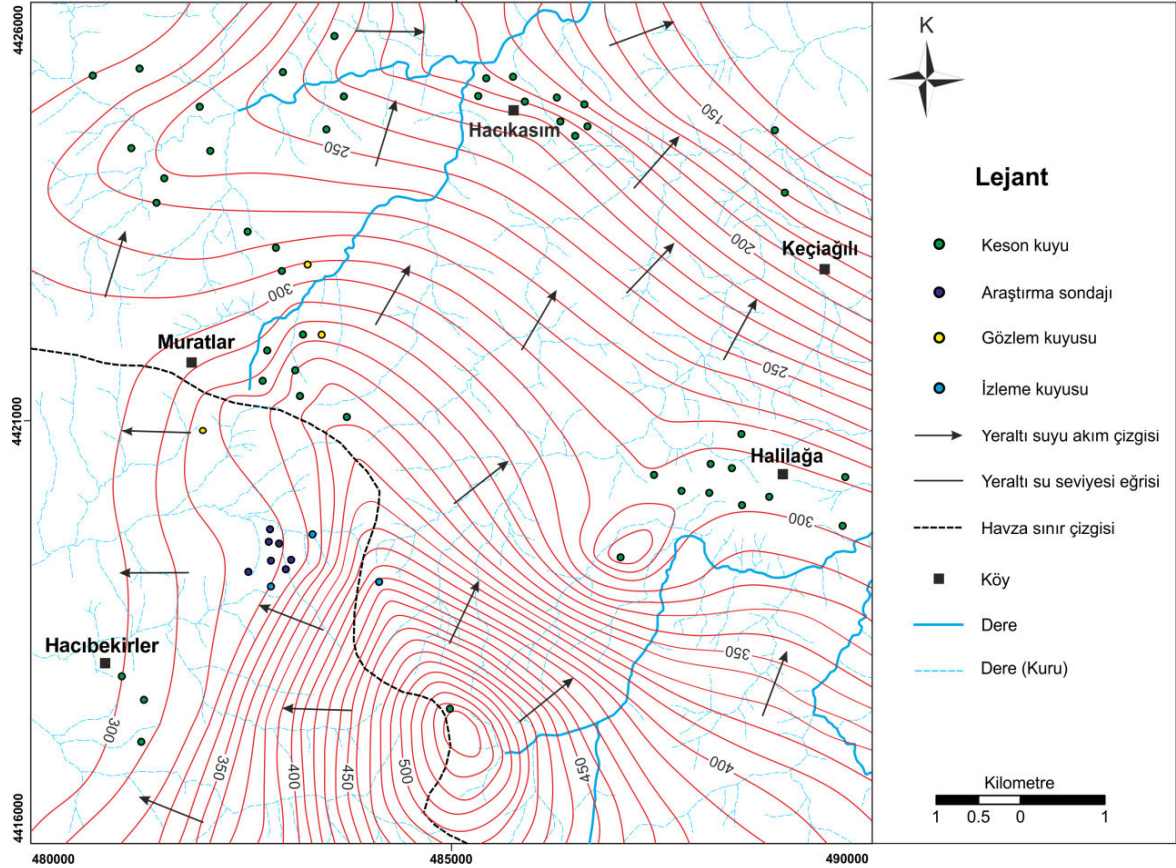 4426000
4421000
4416000
480000
485000
490000
150
Hacıkasım
250
200
Keçiağılı
300
Muratlar
250
Halilağa
300
Hacıbekirler
350
300
350
400
450
500
450
400
K
Lejant
Keson kuyu
Araştırma sondajı
Gözlem kuyusu
İzleme kuyusu
Yeraltı suyu akım çizgisi
Yeraltı su seviyesi eğrisi
Havza sınır çizgisi
Köy
Dere
Dere (Kuru)
Kilometre
1 0.5 0 1